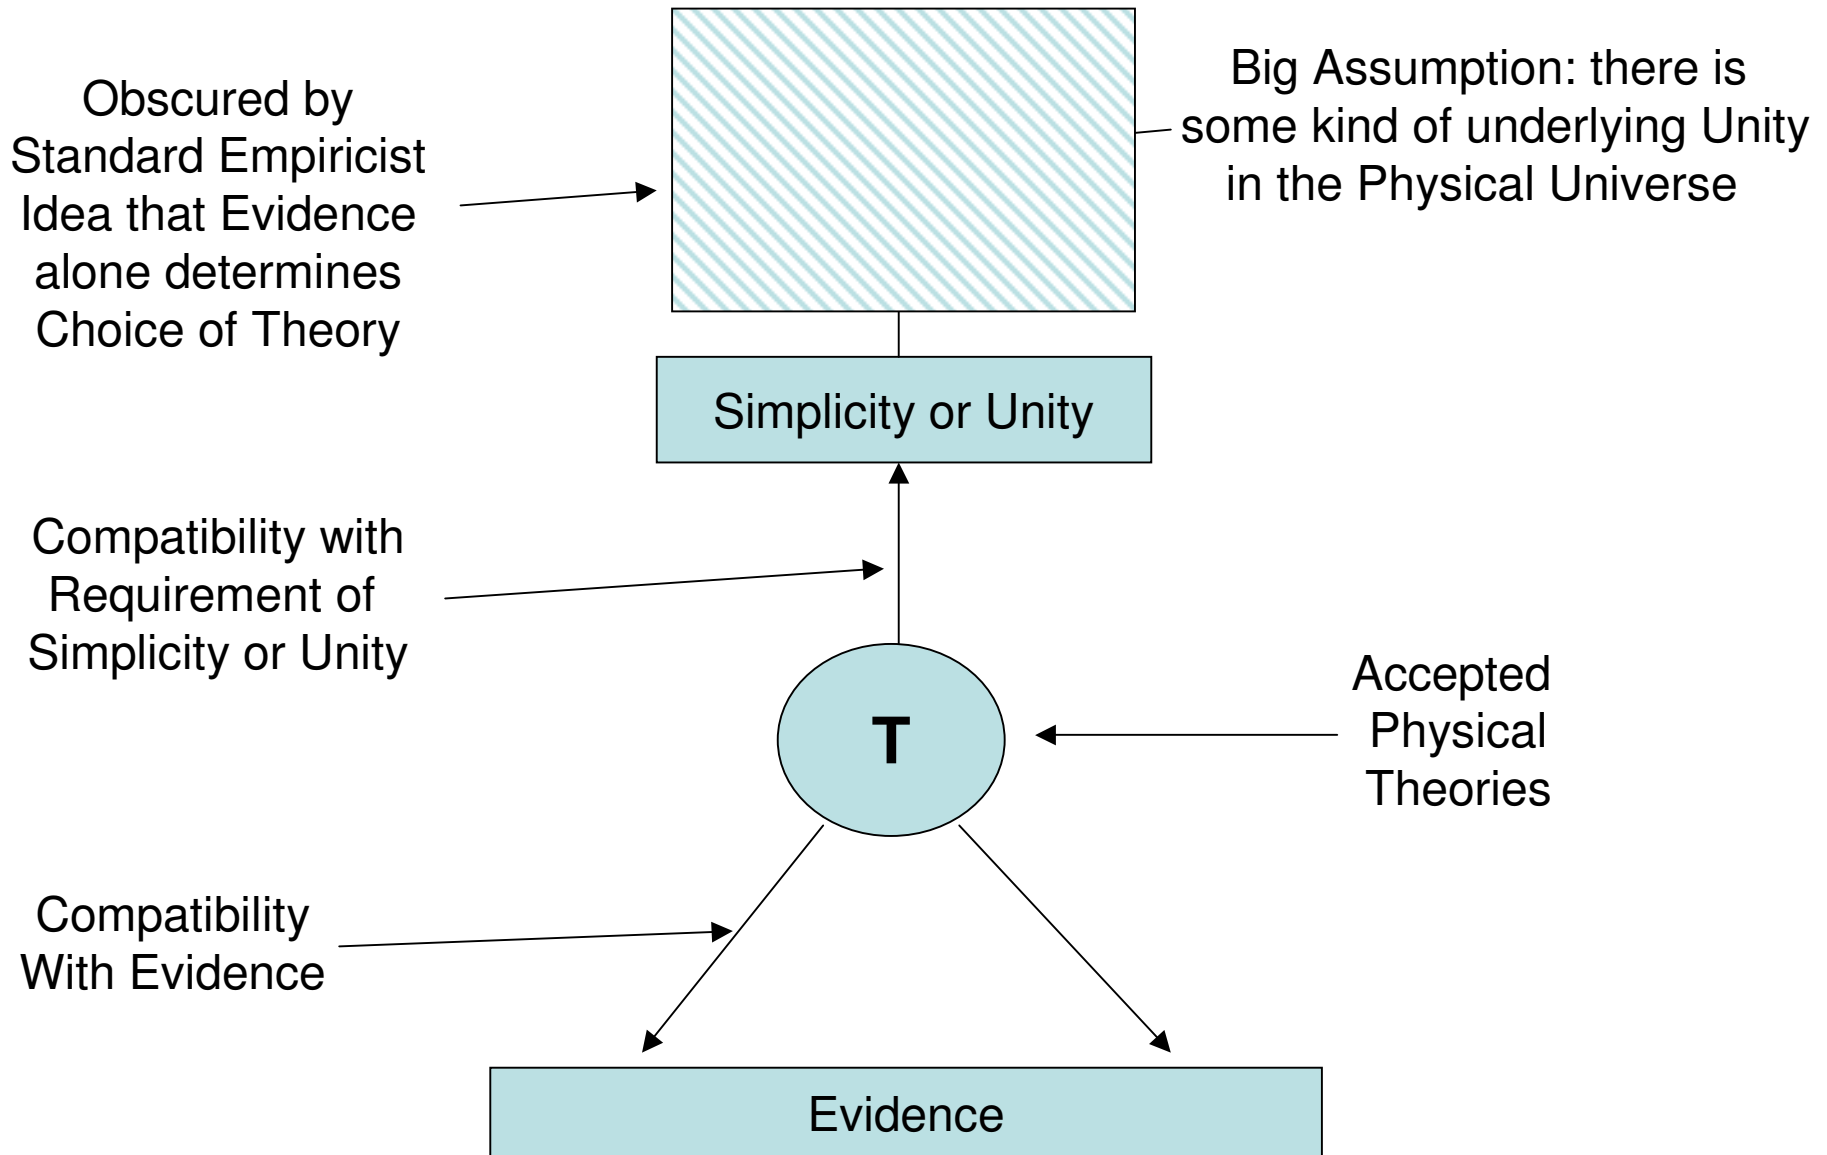 Obscured by
Standard Empiricist
Idea that Evidence
alone determines
Choice of Theory
Big Assumption: there is
some kind of underlying Unity
in the Physical Universe
Simplicity or Unity
Compatibility with
Requirement of
Simplicity or Unity
T
Accepted
Physical
Theories
Compatibility
With Evidence
Evidence